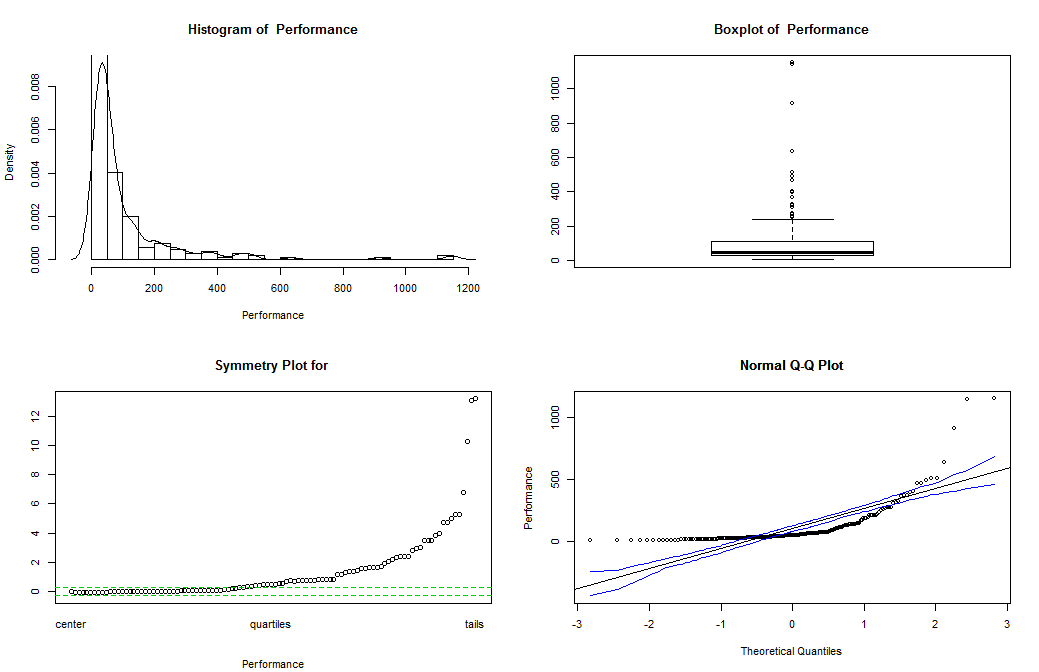 Histogram of  Performance
Density
0.000 0.002 0.004 0.006 0.008
0 200 400 600 800 1000 1200
Performance
Boxplot of  Performance
0 200 400 600 800 1000
Symmetry Plot for
0 2 4 6 8 10 12
center quartiles tails
Performance
Normal Q-Q Plot
Performance
0 500 1000
-3 -2 -1 0 1 2 3
Theoretical Quantiles